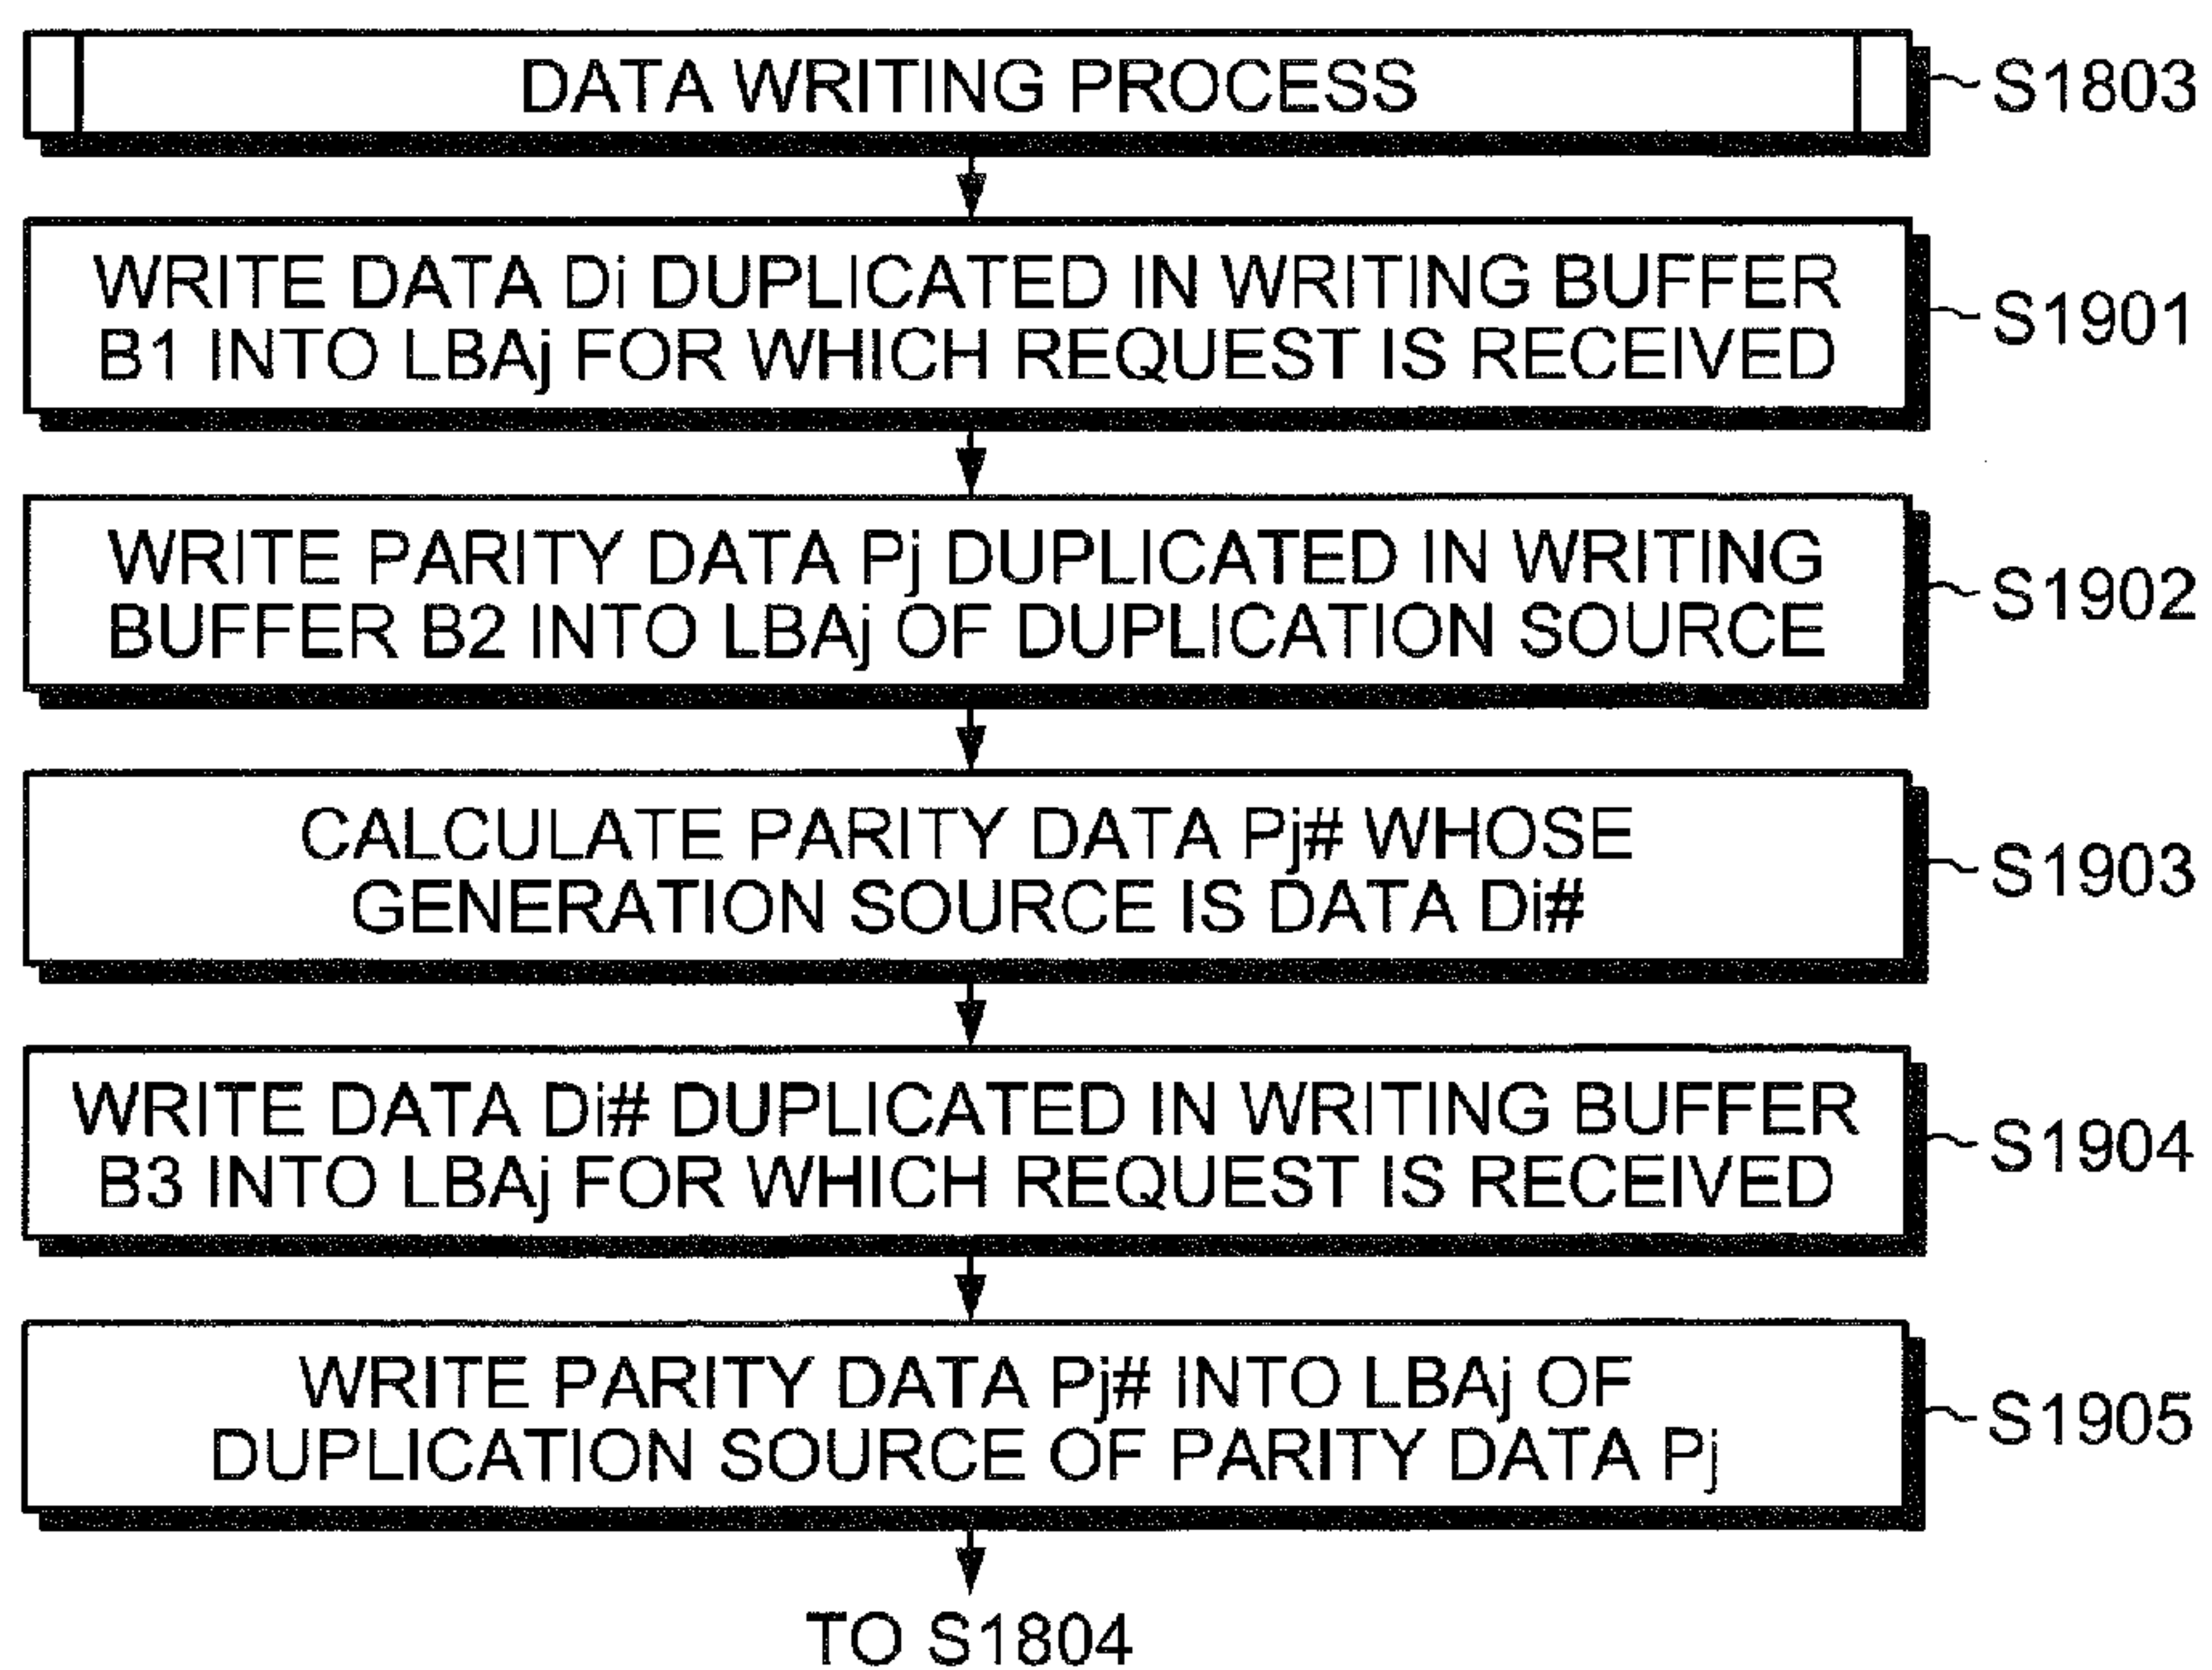 DATA WRITING PROCESS
S1803
WRITE DATA Di DUPLICATED IN WRITING BUFFER
B1 INTO LBAj FOR WHICH REQUEST IS RECEIVED
S1901
WRITE PARITY DATA Pj DUPLICATED IN WRITING
BUFFER B2 INTO LBAj OF DUPLICATION SOURCE
S1902
CALCULATE PARITY DATA Pj# WHOSE
GENERATION SOURCE IS DATA Di#
S1903
WRITE DATA Di# DUPLICATED IN WRITING BUFFER
B3 INTO LBAj FOR WHICH REQUEST IS RECEIVED
S1904
WRITE PARITY DATA Pj# INTO LBAj OF
DUPLICATION SOURCE OF PARITY DATA Pj
S1905
TO S1804